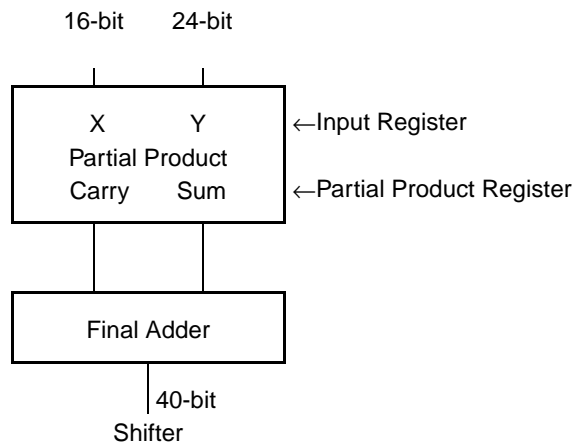 16-bit 24-bit
X Y ←Input Register
Partial Product
Carry Sum ←Partial Product Register
Final Adder
40-bit
Shifter